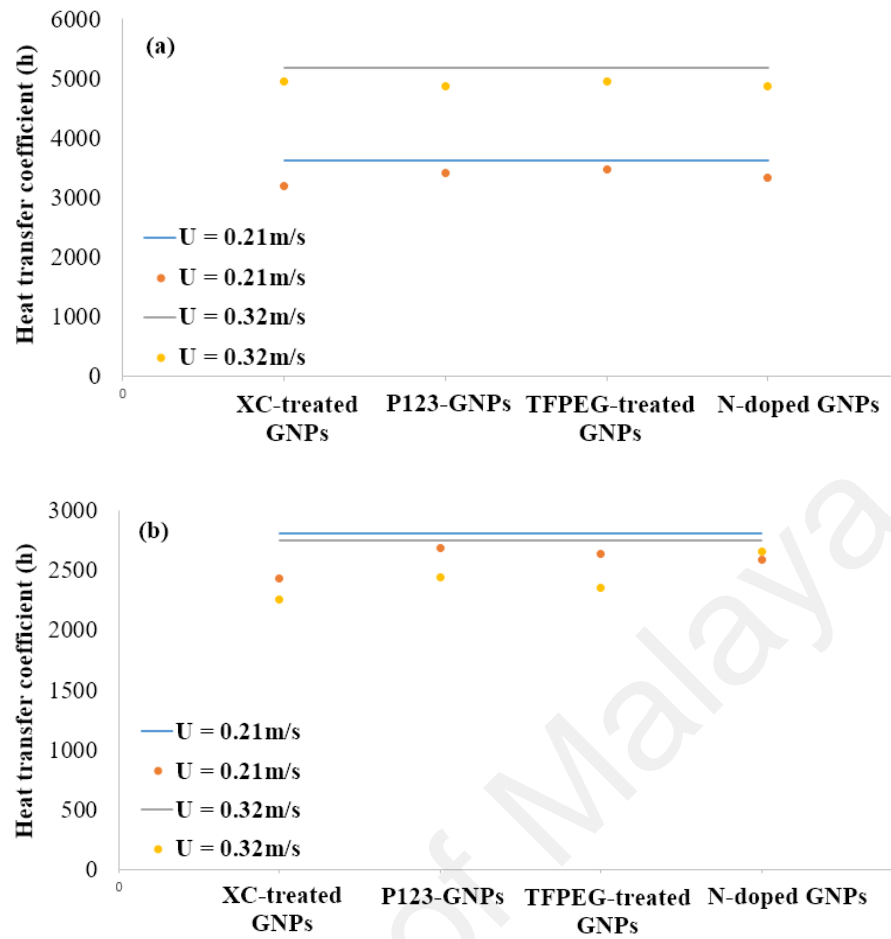 (a)
Heat transfer coefficient (h)
6000
5000
4000
3000
2000
1000
0
U = 0.21m/s
U = 0.21m/s
U = 0.32m/s
U = 0.32m/s
0
XC-treated
GNPs
P123-GNPs
TFPEG-treated
GNPs
N-doped GNPs
(b)
Heat transfer coefficient (h)
3000
2500
2000
1500
1000
500
0
U = 0.21m/s
U = 0.21m/s
U = 0.32m/s
U = 0.32m/s
0
XC-treated
GNPs
P123-GNPs
TFPEG-treated
GNPs
N-doped GNPs
of Malaya